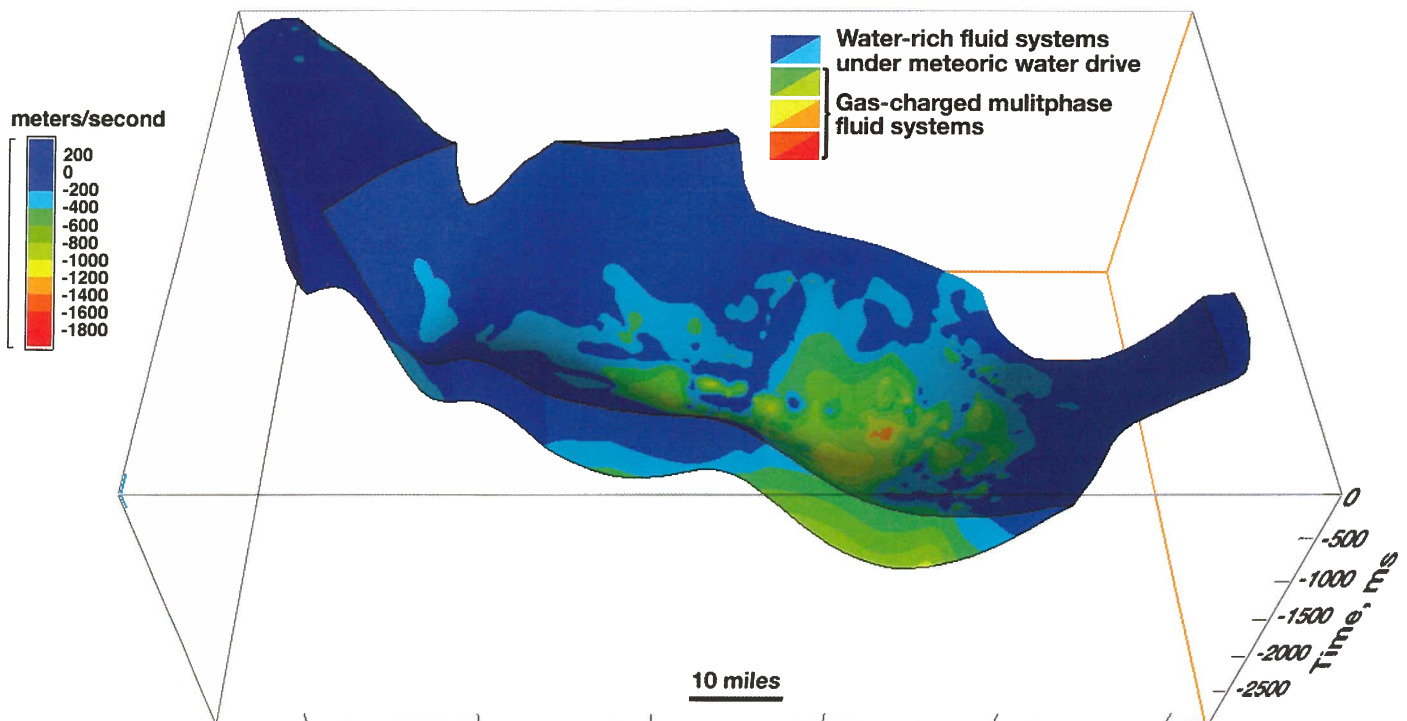 Water-rich fluid systems
under meteoric water drive
Gas-charged mulitphase
fluid systems
meters/second
200
0
-200
-400
-600
-800
-1000
-1200
-1400
-1600
-1800
0
-500
-1000
-1500
-2000
-2500
Time, ms
10 miles